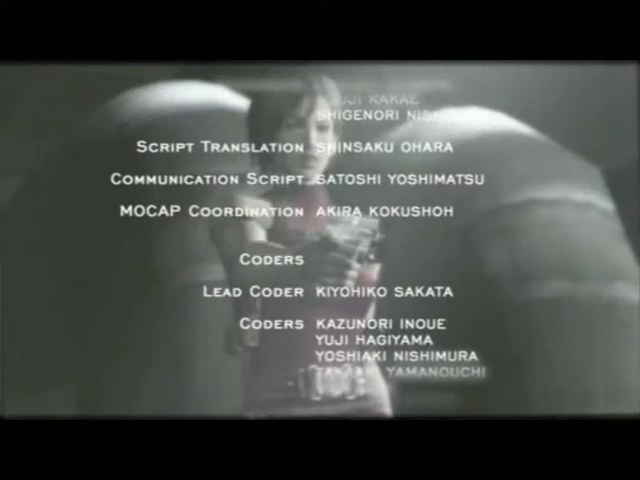 KAKAE
SHIGENORI
Script Translation SHINSAKU OHARA
Communication Script SATOSHI YOSHIMATSU
MOCAP Coordination AKIRA KOKUSHOH
Coders
Lead Coder KIYOHIKO SAKATA
Coders KAZUNORI INOUE
YUJI HAGIYAMA
YOSHIAKI NISHIMURA
YAMANOUCHI